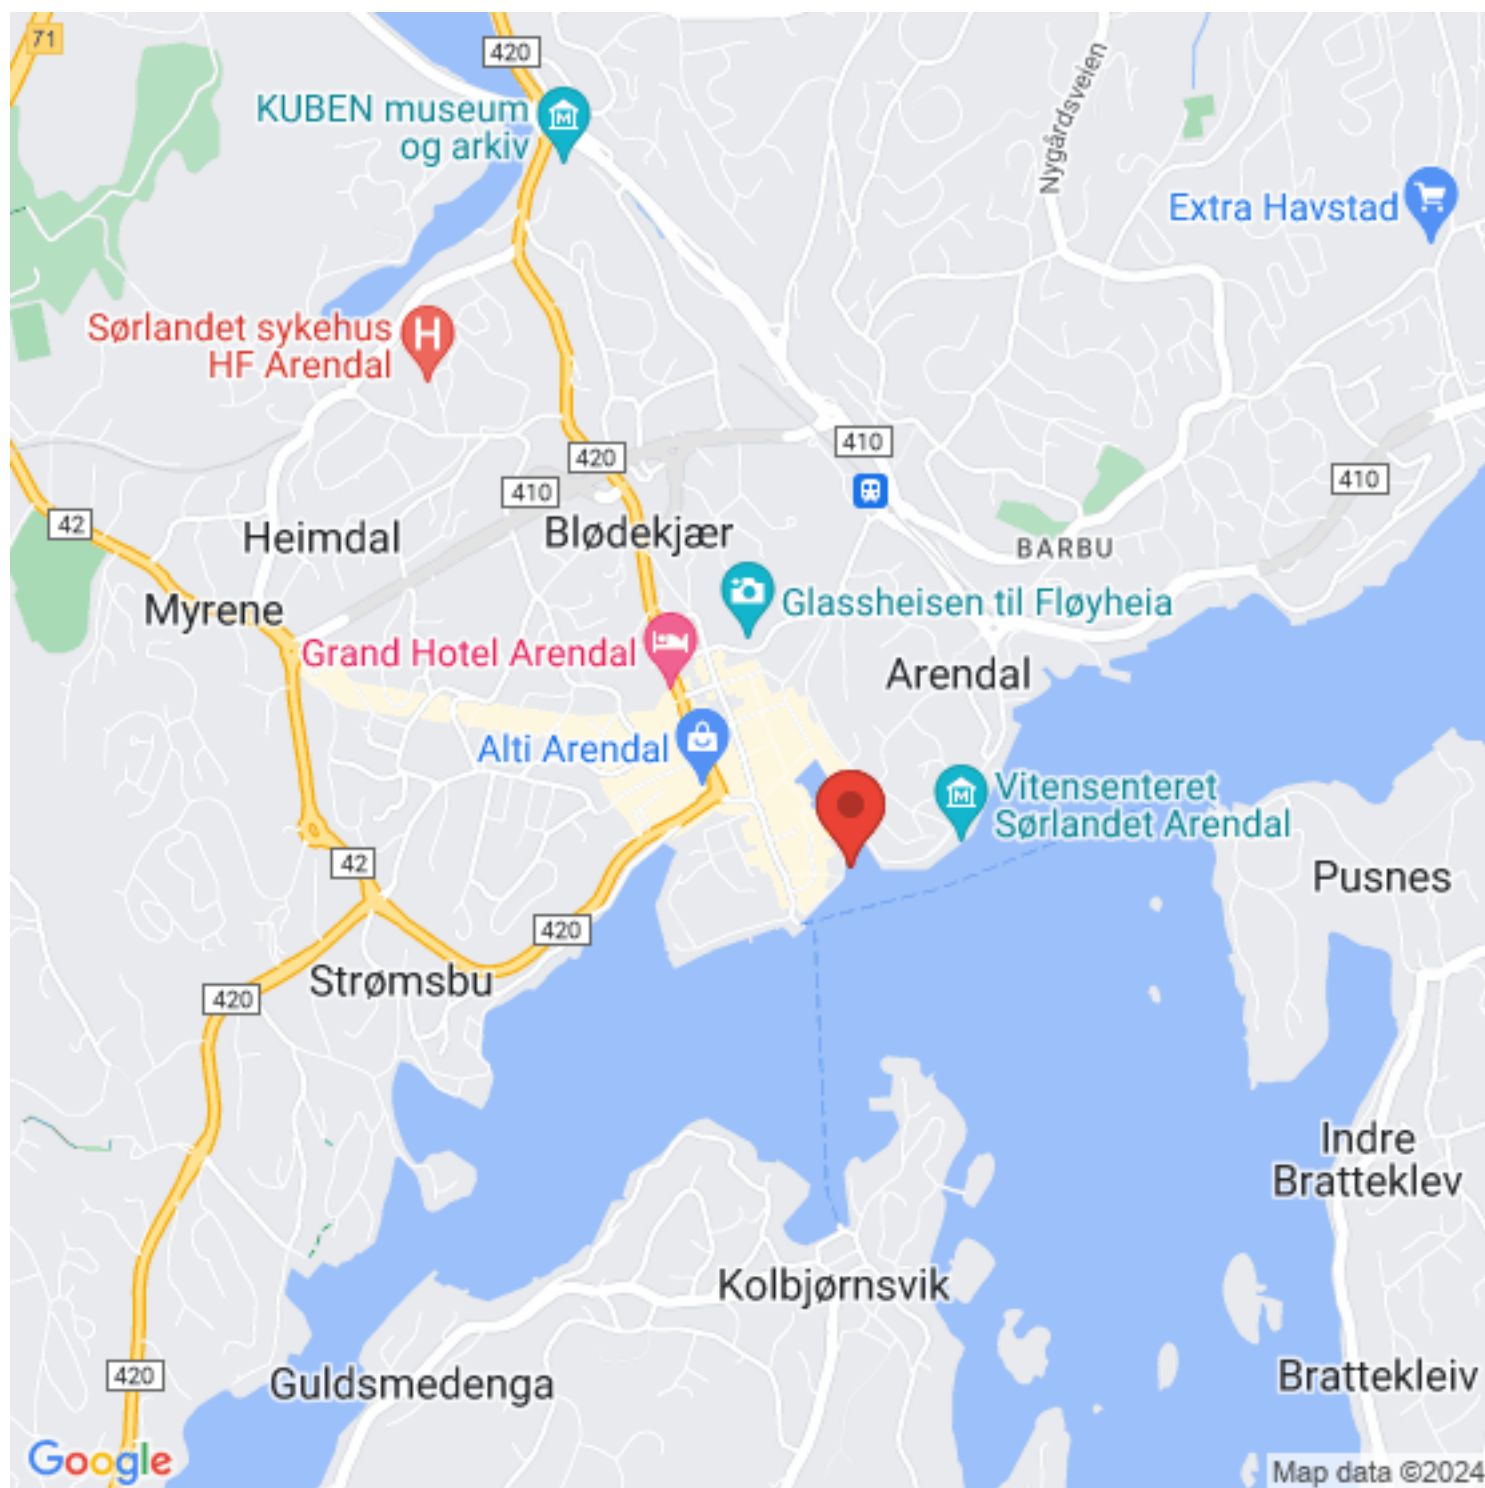 71
420
KUBEN museum
og arkiv
Nygårdsveien
Extra Havstad
Sørlandet sykehus
HF Arendal
420
410
410
410
42
Heimdal
Blødekjær
BARBU
Myrene
Glassheisen til Fløyheia
Grand Hotel Arendal
Arendal
Alti Arendal
Vitensenteret
Sørlandet Arendal
42
Pusnes
420
Strømsbu
420
Indre
Bratteklev
Kolbjørnsvik
420
Guldsmedenga
Brattekleiv
Google
Map data ©2024